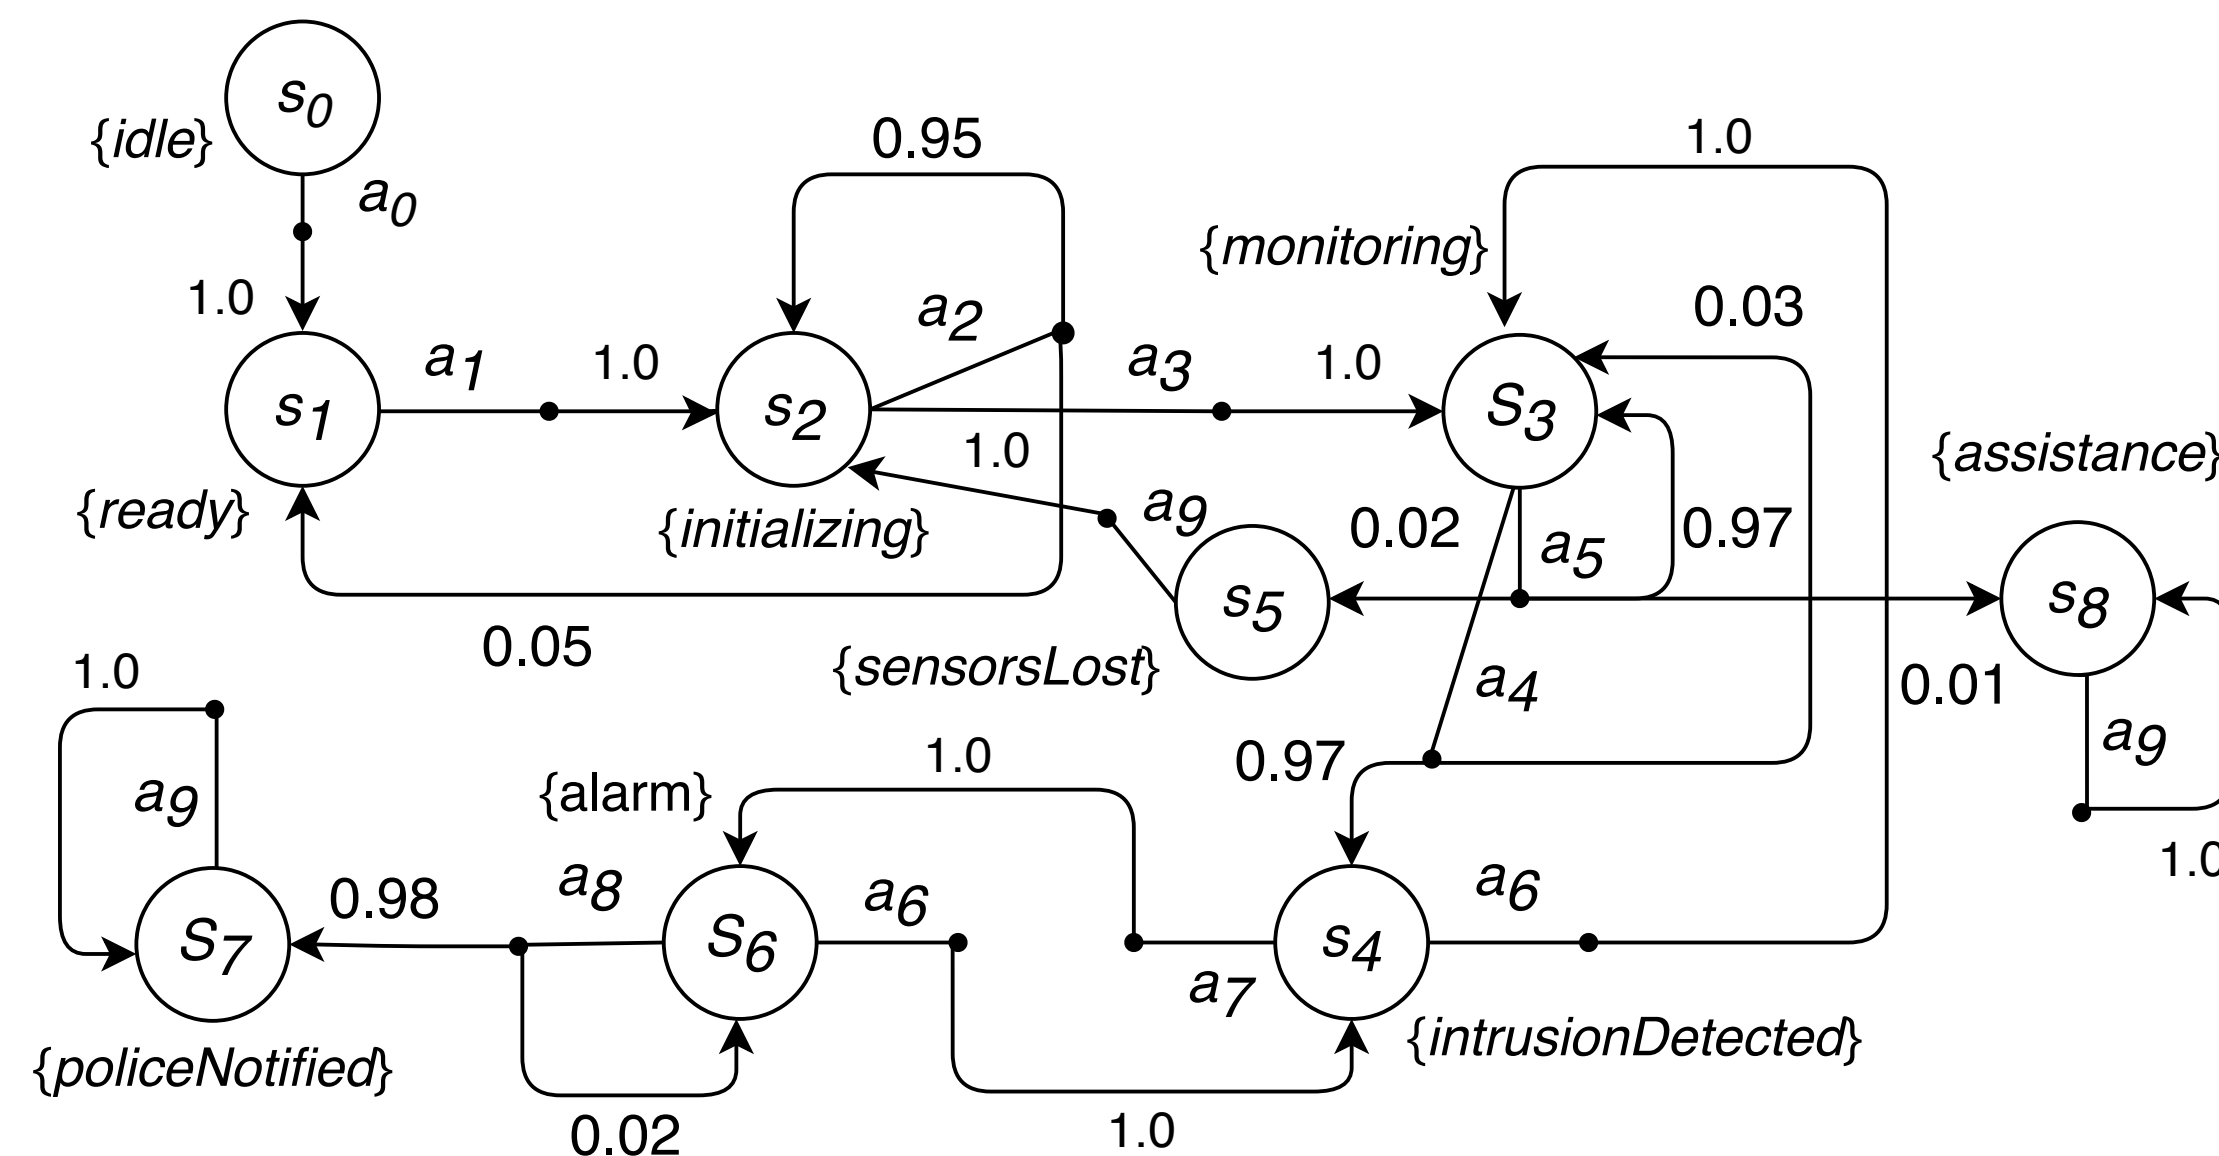 s0
{idle}
a0
1.0
s1
{ready}
a1
1.0
0.95
a2
s2
{initializing}
0.05
a3
1.0
1.0
a9
s5
{sensorsLost}
1.0
{monitoring}
0.03
S3
0.02
a5
0.97
a4
0.97
{assistance}
s8
0.01
a9
1.0
1.0
a9
S7
{policeNotified}
0.98
a8
0.02
{alarm}
S6
1.0
a6
1.0
a7
s4
a6
{intrusionDetected}